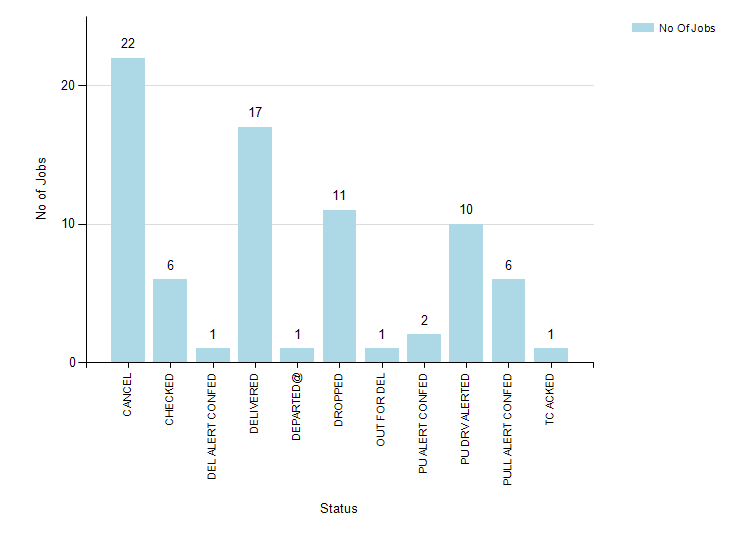 No Of Jobs
22
20
17
11
10
10
6
6
2
1
1
1
1
0
No of Jobs
CANCEL
CHECKED
DEL ALERT CONFED
DELIVERED
DEPARTED@
DROPPED
OUT FOR DEL
PU ALERT CONFED
PU DRV ALERTED
PULL ALERT CONFED
TC ACKED
Status